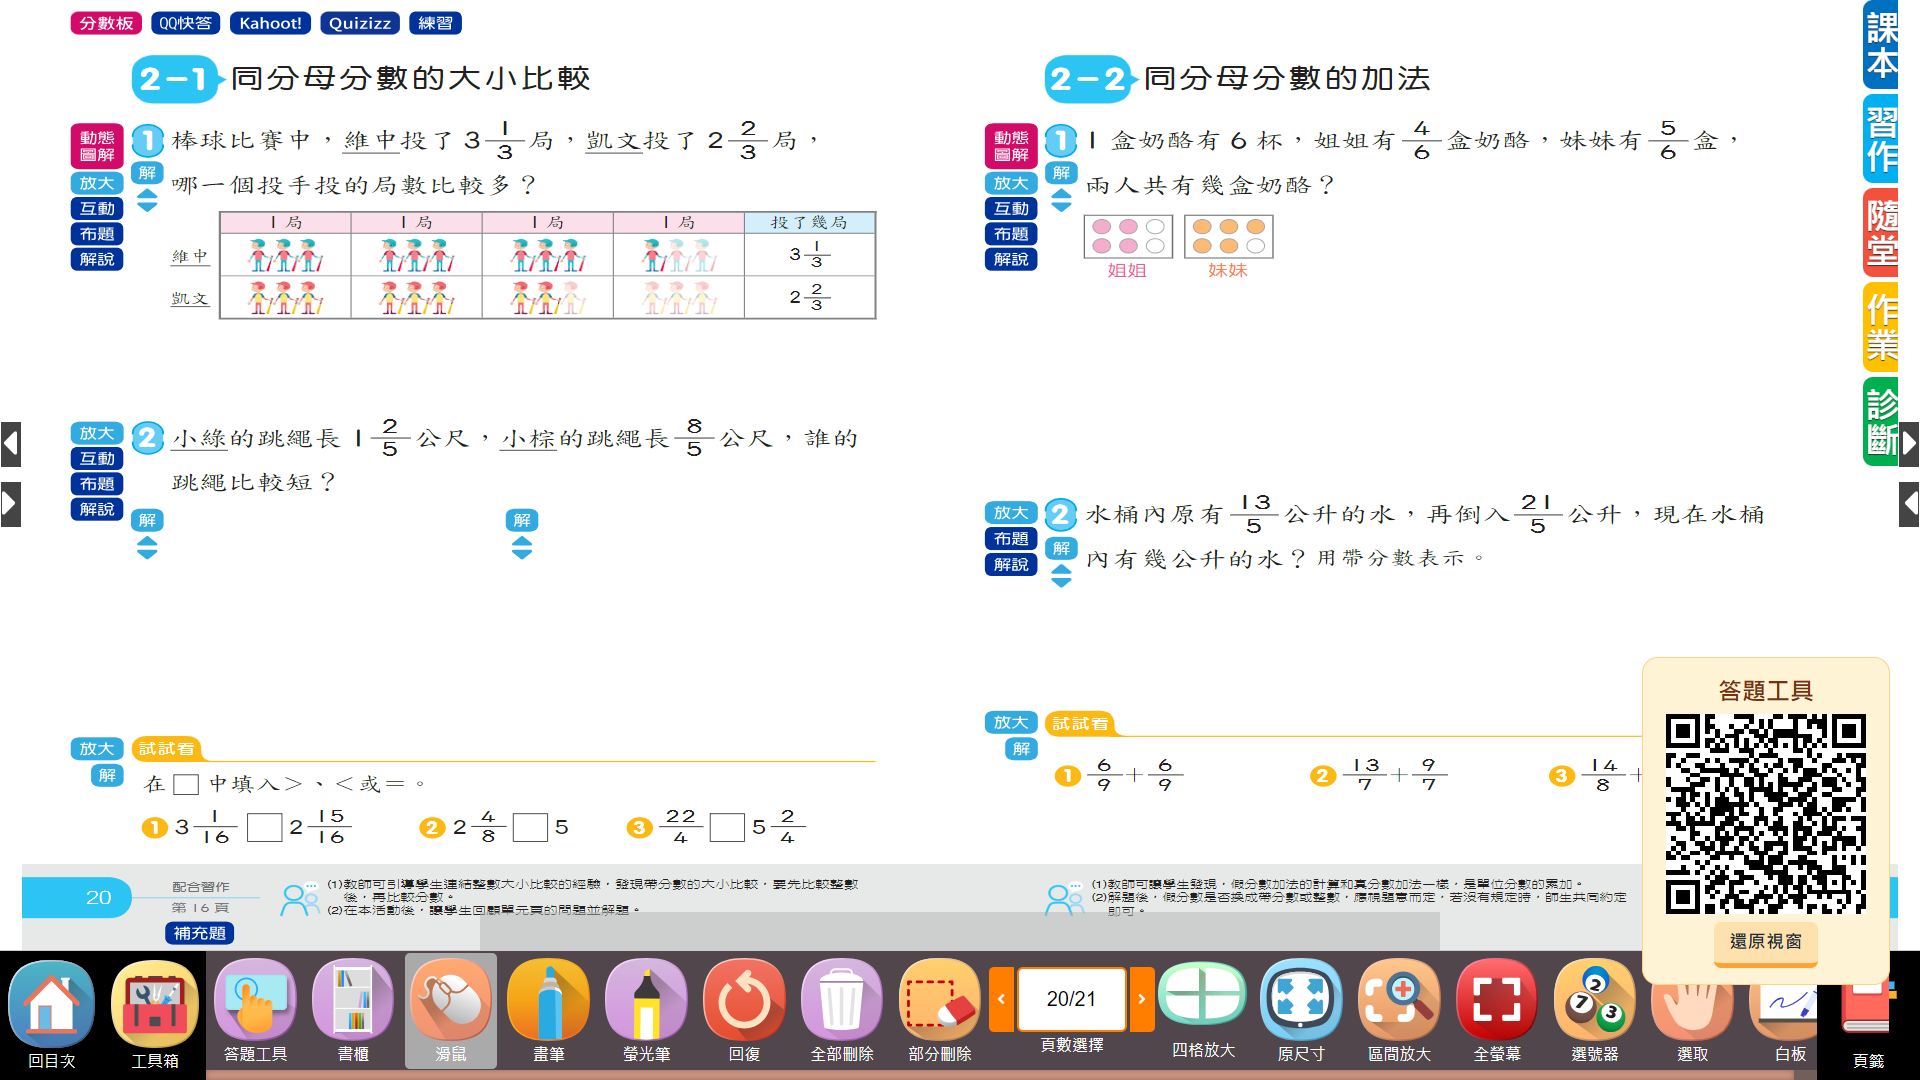 分數板 QQ快答 Kahoot! Quizizz 練習
2-1 同分母分數的大小比較
動態圖解
放大
互動
布題
解說
1 棒球比賽中，維中投了 3 1/3 局，凱文投了 2 2/3 局，
解 哪一個投手投的局數比較多？
1局 1局 1局 1局 投了幾局
維中 3 1/3
凱文 2 2/3
放大
互動
布題
解說
2 小綠的跳繩長 1 2/5 公尺，小棕的跳繩長 8/5 公尺，誰的
跳繩比較短？
解 解
放大 試試看
解
在 □ 中填入＞、＜或＝。
1 3 1/16 □ 2 15/16
2 2 4/8 □ 5
3 22/4 □ 5 2/4
20
配合習作
第 16 頁
補充題
(1)教師可引導學生連結整數大小比較的經驗，發現帶分數的大小比較，要先比較整數
後，再比較分數。
(2)在本活動後，讓學生回顧單元頁的問題並解題。
2-2 同分母分數的加法
動態圖解
放大
互動
布題
解說
1 1 盒奶酪有 6 杯，姐姐有 4/6 盒奶酪，妹妹有 5/6 盒，
解 兩人共有幾盒奶酪？
姐姐 妹妹
放大
布題
解說
2 水桶內原有 13/5 公升的水，再倒入 21/5 公升，現在水桶
解 內有幾公升的水？用帶分數表示。
放大 試試看
解
1 6/9 + 6/9
2 13/7 + 9/7
3 14/8 +
(1)教師可讓學生發現，假分數加法的計算和真分數加法一樣，是單位分數的累加。
(2)解題後，假分數是否換成帶分數或整數，應視題意而定，若沒有規定時，師生共同約定
即可。
課本
習作
隨堂
作業
診斷
答題工具
還原視窗
回目次 工具箱 答題工具 書櫃 滑鼠 畫筆 螢光筆 回復 全部刪除 部分刪除 20/21 頁數選擇 四格放大 原尺寸 區間放大 全螢幕 2 7 3 選號器 選取 白板 頁籤